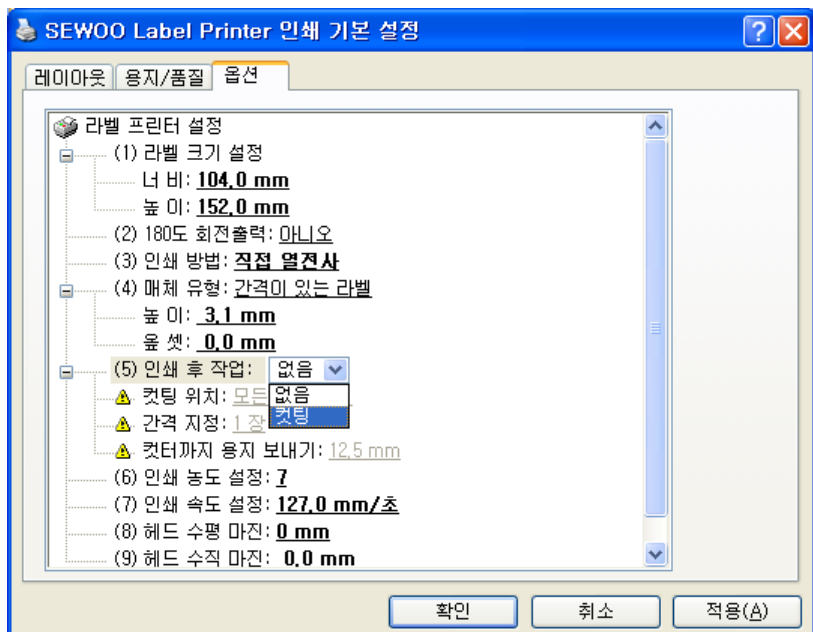 SEWOO Label Printer 인쇄 기본 설정
레이아웃 용지/품질 옵션
라벨 프린터 설정
(1) 라벨 크기 설정
너 비: 104.0 mm
높 이: 152.0 mm
(2) 180도 회전출력: 아니오
(3) 인쇄 방법: 직접 열전사
(4) 매체 유형: 간격이 있는 라벨
높 이: 3.1 mm
옾 셋: 0.0 mm
(5) 인쇄 후 작업: 없음
없음
컷팅
컷팅 위치: 모든
간격 지정: 1 장
컷터까지 용지 보내기: 12.5 mm
(6) 인쇄 농도 설정: 7
(7) 인쇄 속도 설정: 127.0 mm/초
(8) 헤드 수평 마진: 0 mm
(9) 헤드 수직 마진: 0.0 mm
확인 취소 적용(A)